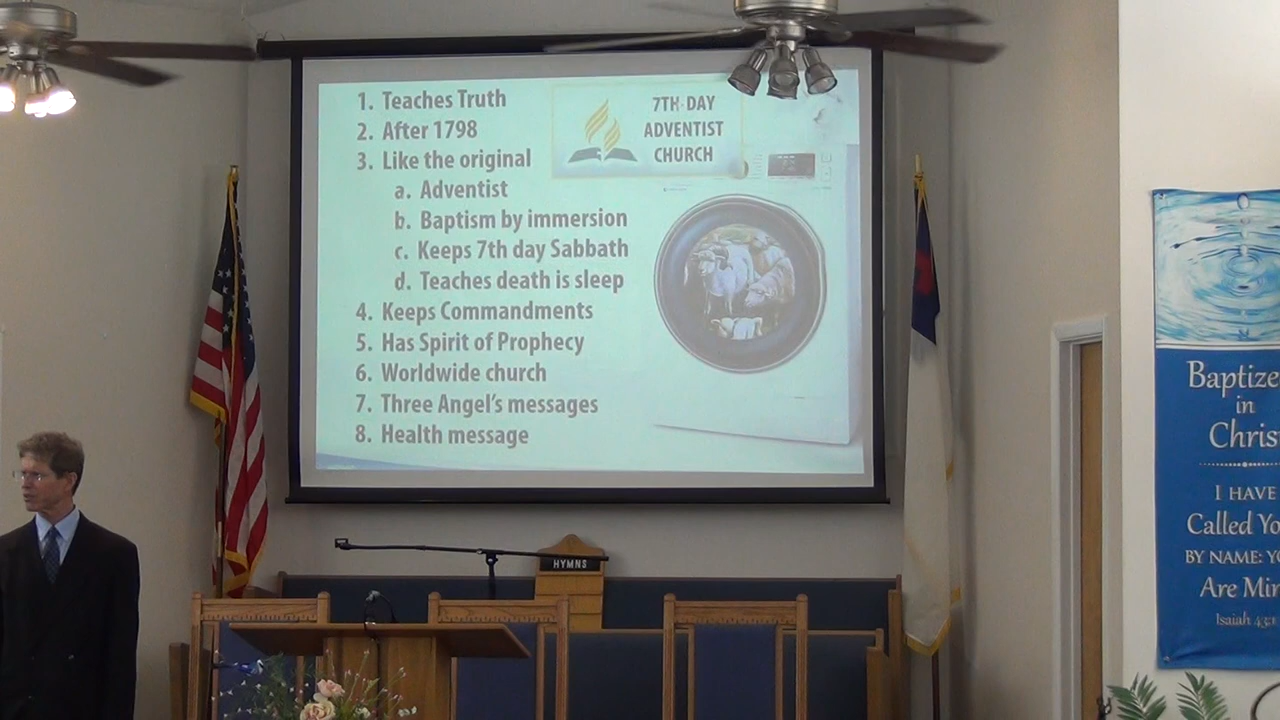 1. Teaches Truth
2. After 1798
3. Like the original
a. Adventist
b. Baptism by immersion
c. Keeps 7th day Sabbath
d. Teaches death is sleep
4. Keeps Commandments
5. Has Spirit of Prophecy
6. Worldwide church
7. Three Angel's messages
8. Health message
7TH-DAY
ADVENTIST
CHURCH
HYMNS
Baptize
in
Chris
I HAVE
Called Yo
BY NAME: YO
Are Min
Isaiah 43:1